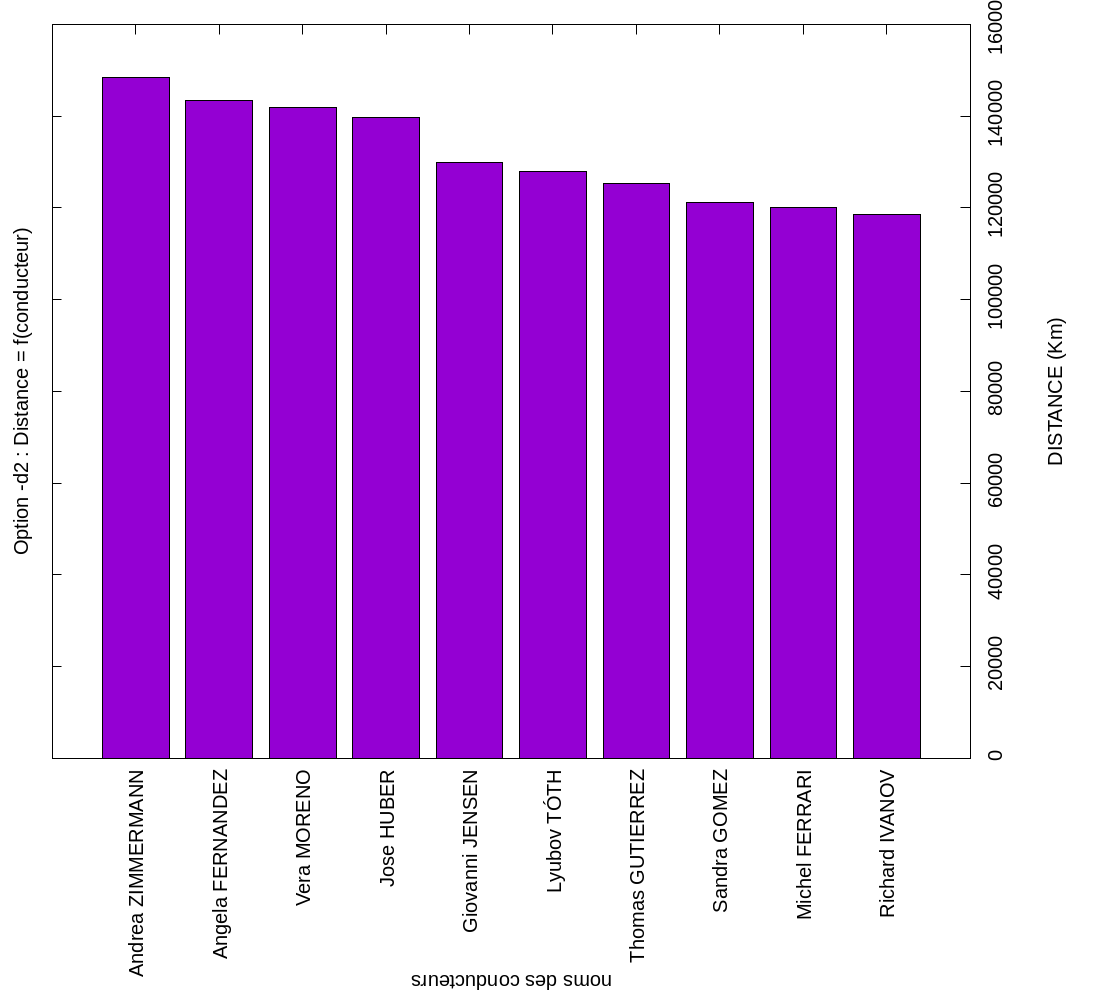 Option -d2 : Distance = f(conducteur)
16000
140000
120000
100000
80000
60000
40000
20000
0
DISTANCE (Km)
Andrea ZIMMERMANN
Angela FERNANDEZ
Vera MORENO
Jose HUBER
Giovanni JENSEN
Lyubov TÓTH
Thomas GUTIERREZ
Sandra GOMEZ
Michel FERRARI
Richard IVANOV
noms des conducteurs